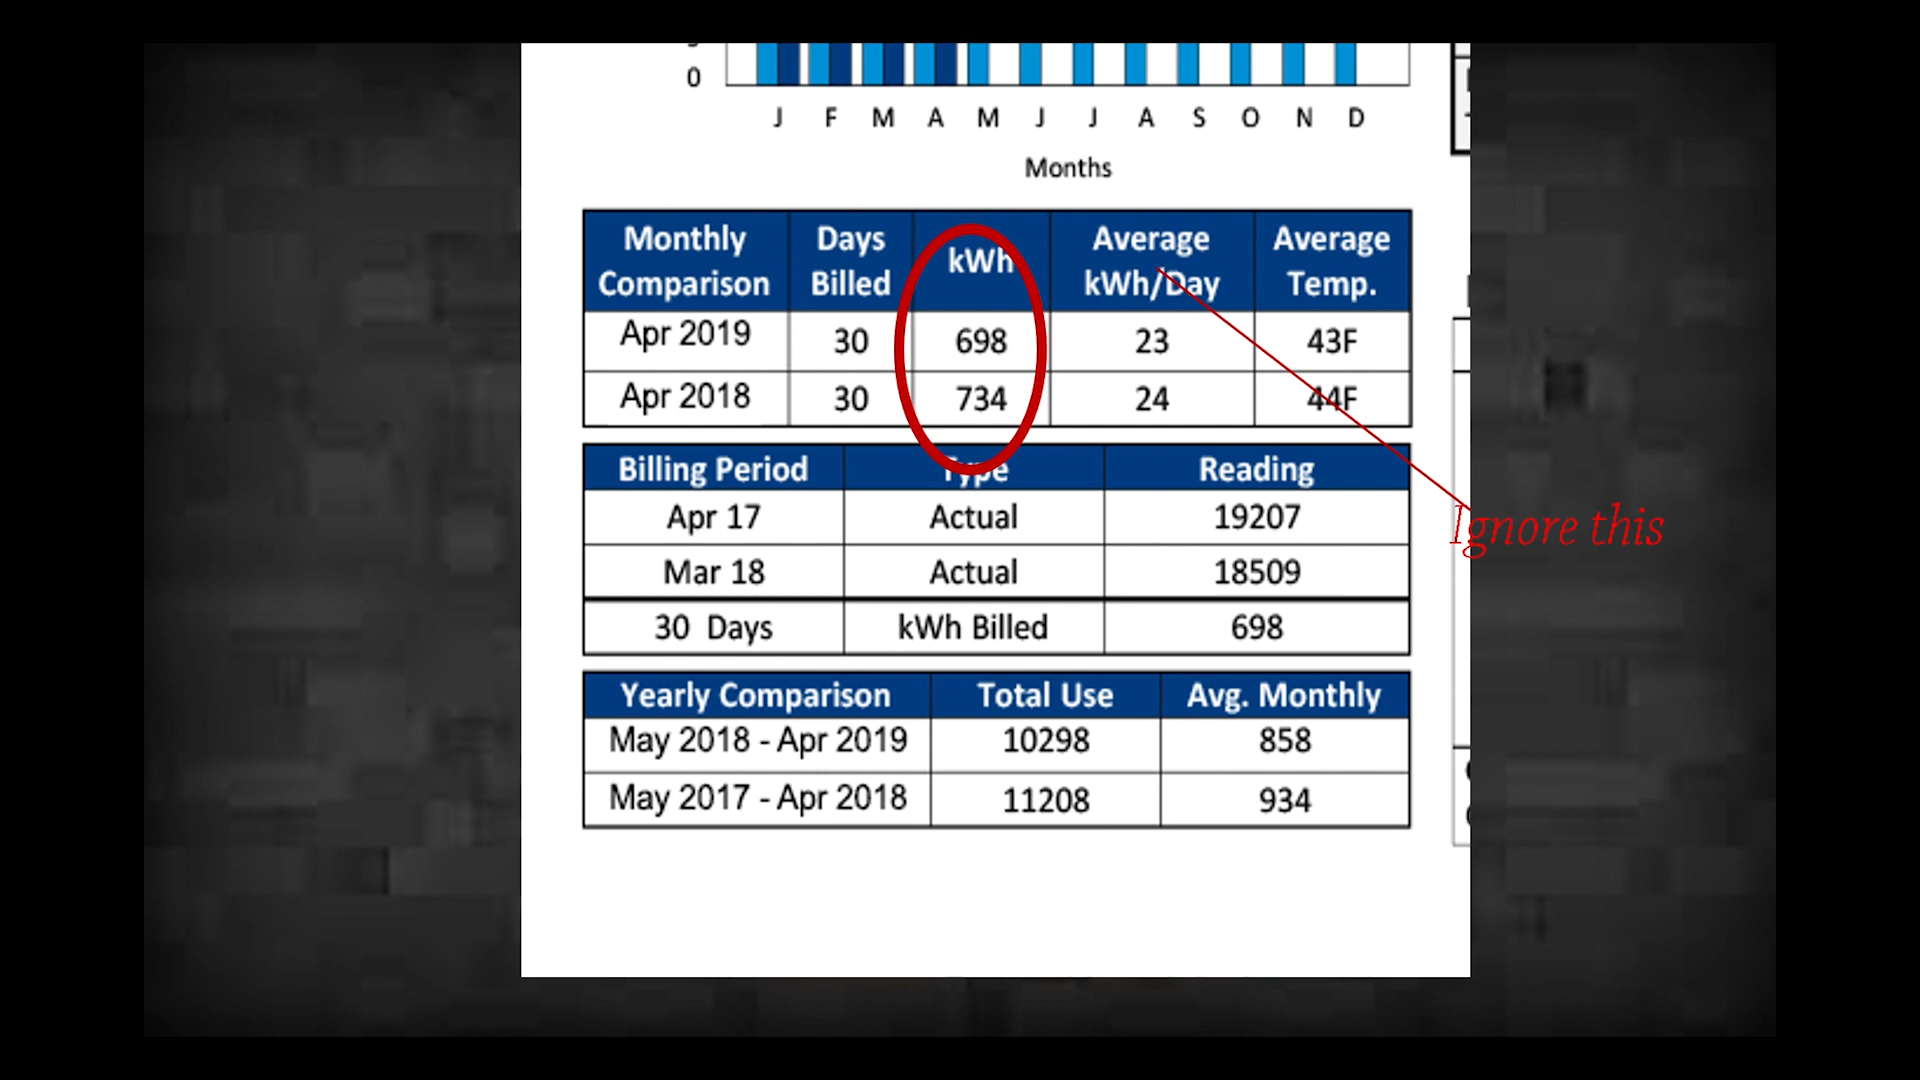 0
J F M A M J J A S O N D
Months
Monthly Comparison Days Billed kWh Average kWh/Day Average Temp.
Apr 2019 30 698 23 43F
Apr 2018 30 734 24 44F
Billing Period Type Reading
Apr 17 Actual 19207
Mar 18 Actual 18509
30 Days kWh Billed 698
Ignore this
Yearly Comparison Total Use Avg. Monthly
May 2018 - Apr 2019 10298 858
May 2017 - Apr 2018 11208 934